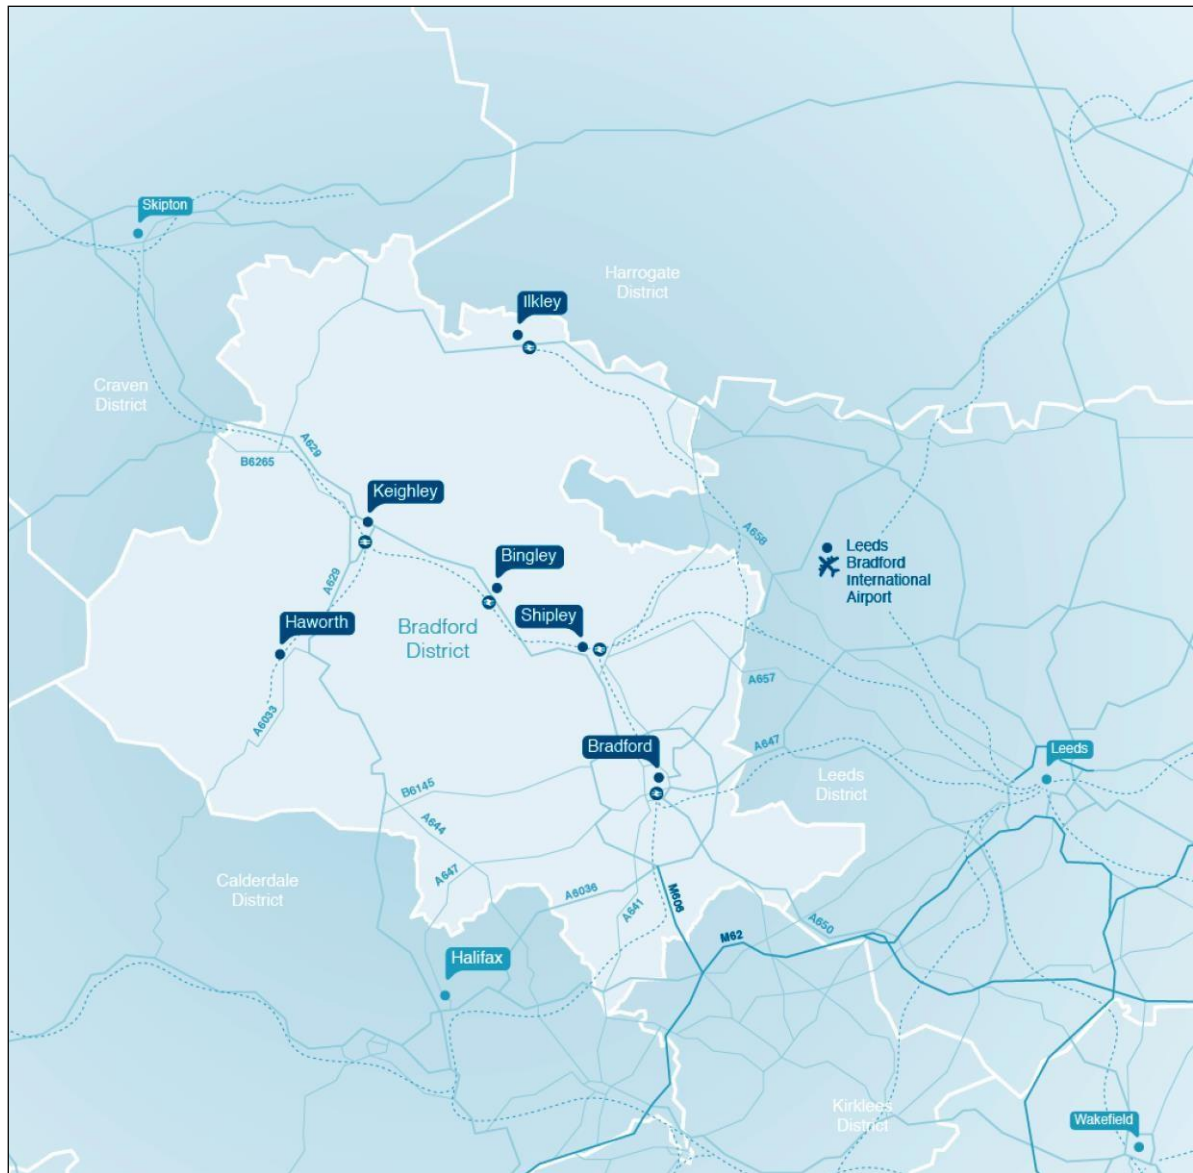 Skipton
Harrogate
District
Ilkley
Craven
District
A629
B6265
Keighley
A658
Leeds
Bradford
International
Airport
Bingley
A629
Shipley
Haworth
Bradford
District
A657
A6033
Bradford
A647
Leeds
Leeds
District
B6145
A644
A647
Calderdale
District
A6036
M606
A641
A650
M62
Halifax
Kirklees
District
Wakefield